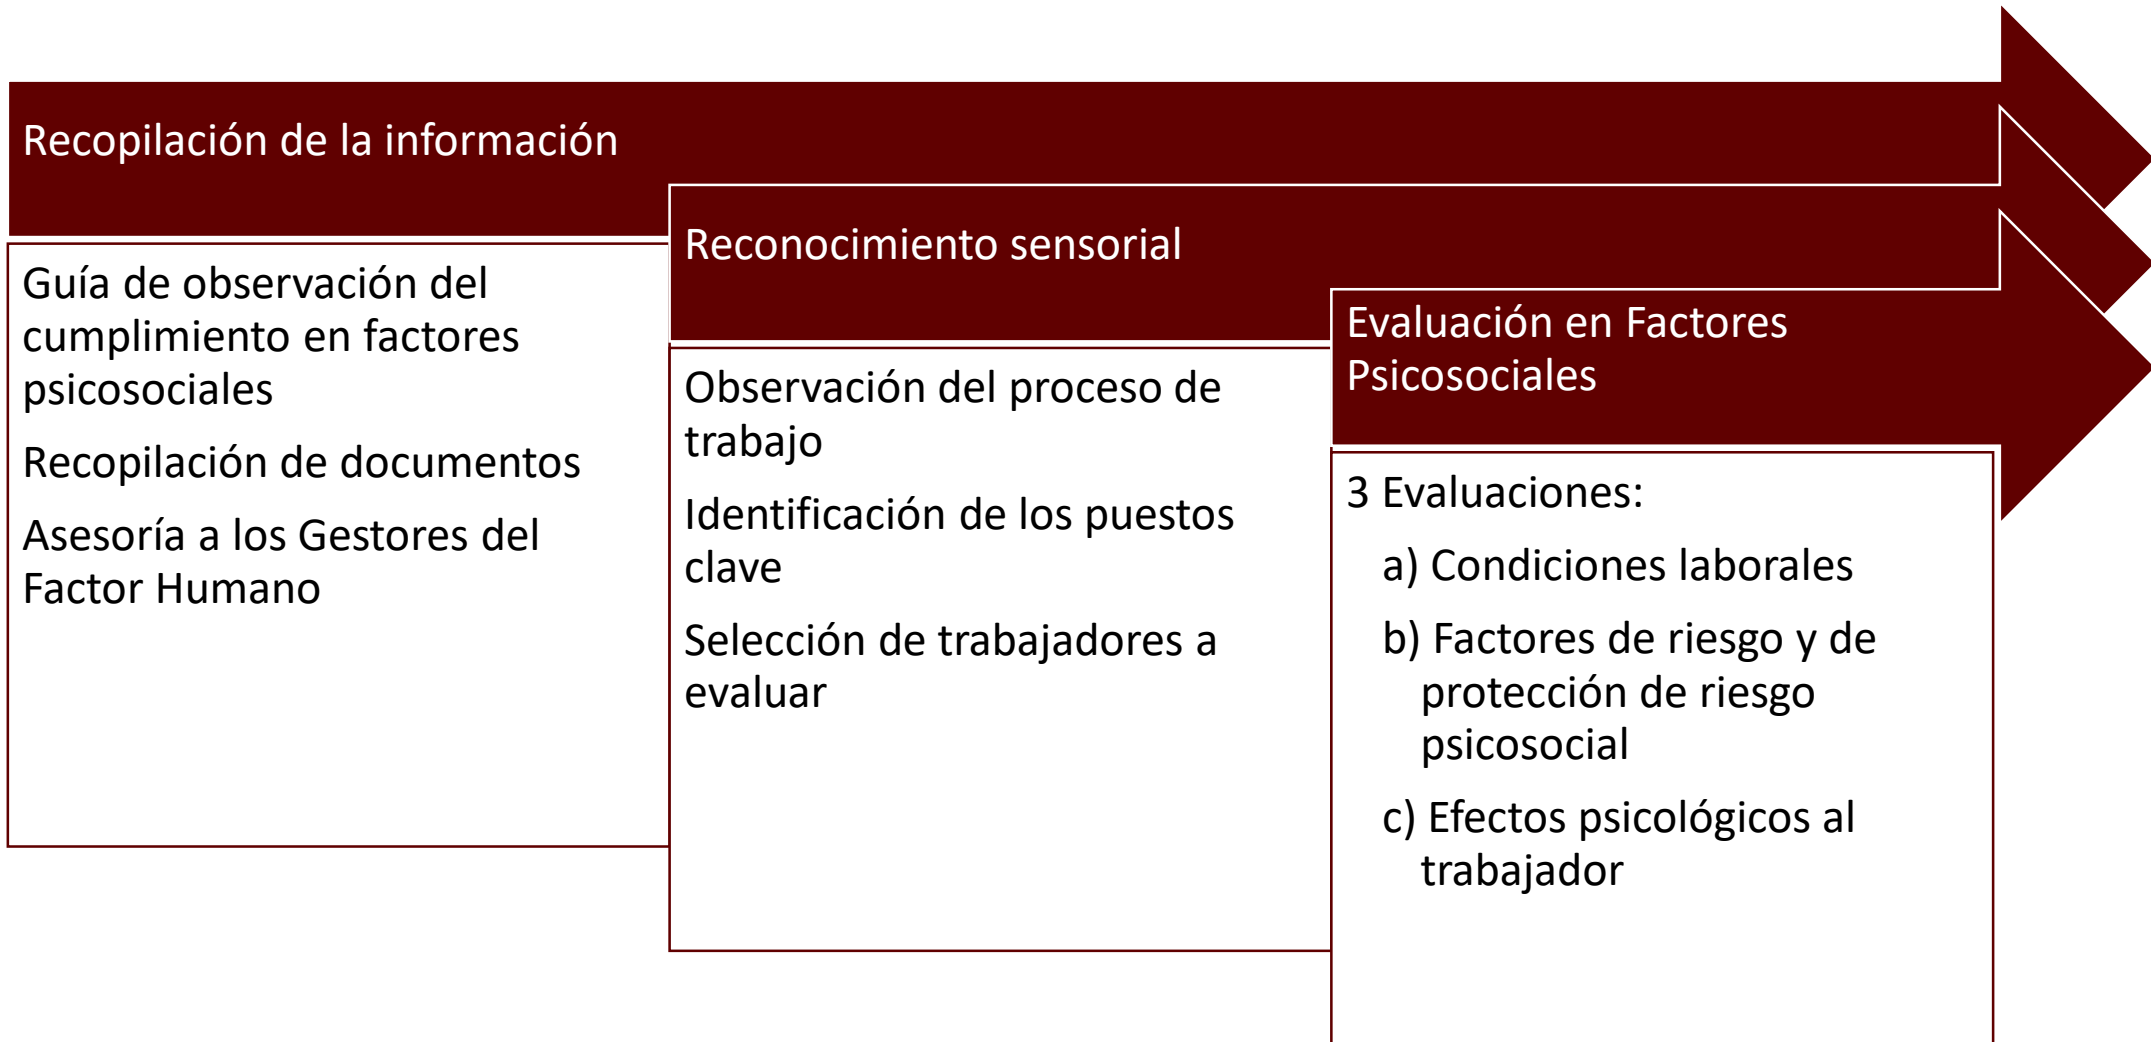 Recopilación de la información
Guía de observación del
cumplimiento en factores
psicosociales
Recopilación de documentos
Asesoría a los Gestores del
Factor Humano
Reconocimiento sensorial
Observación del proceso de
trabajo
Identificación de los puestos
clave
Selección de trabajadores a
evaluar
Evaluación en Factores
Psicosociales
3 Evaluaciones:
a) Condiciones laborales
b) Factores de riesgo y de
protección de riesgo
psicosocial
c) Efectos psicológicos al
trabajador